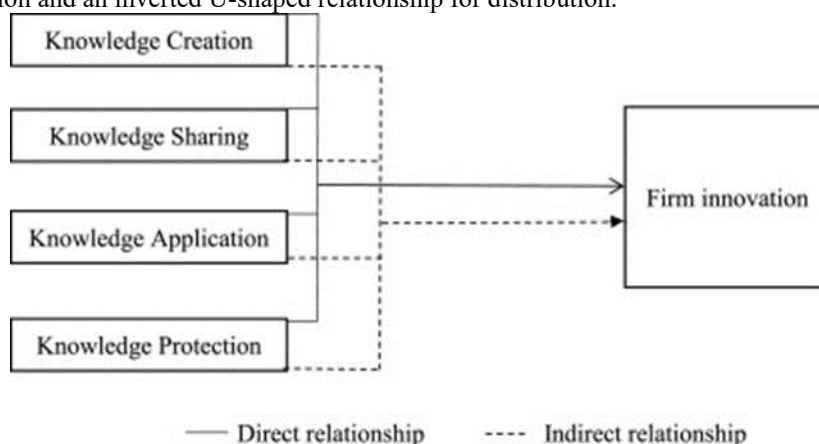 ion and an inverted U-shaped relationship for distribution.
Knowledge Creation
Knowledge Sharing
Knowledge Application
Knowledge Protection
Firm innovation
Direct relationship
Indirect relationship